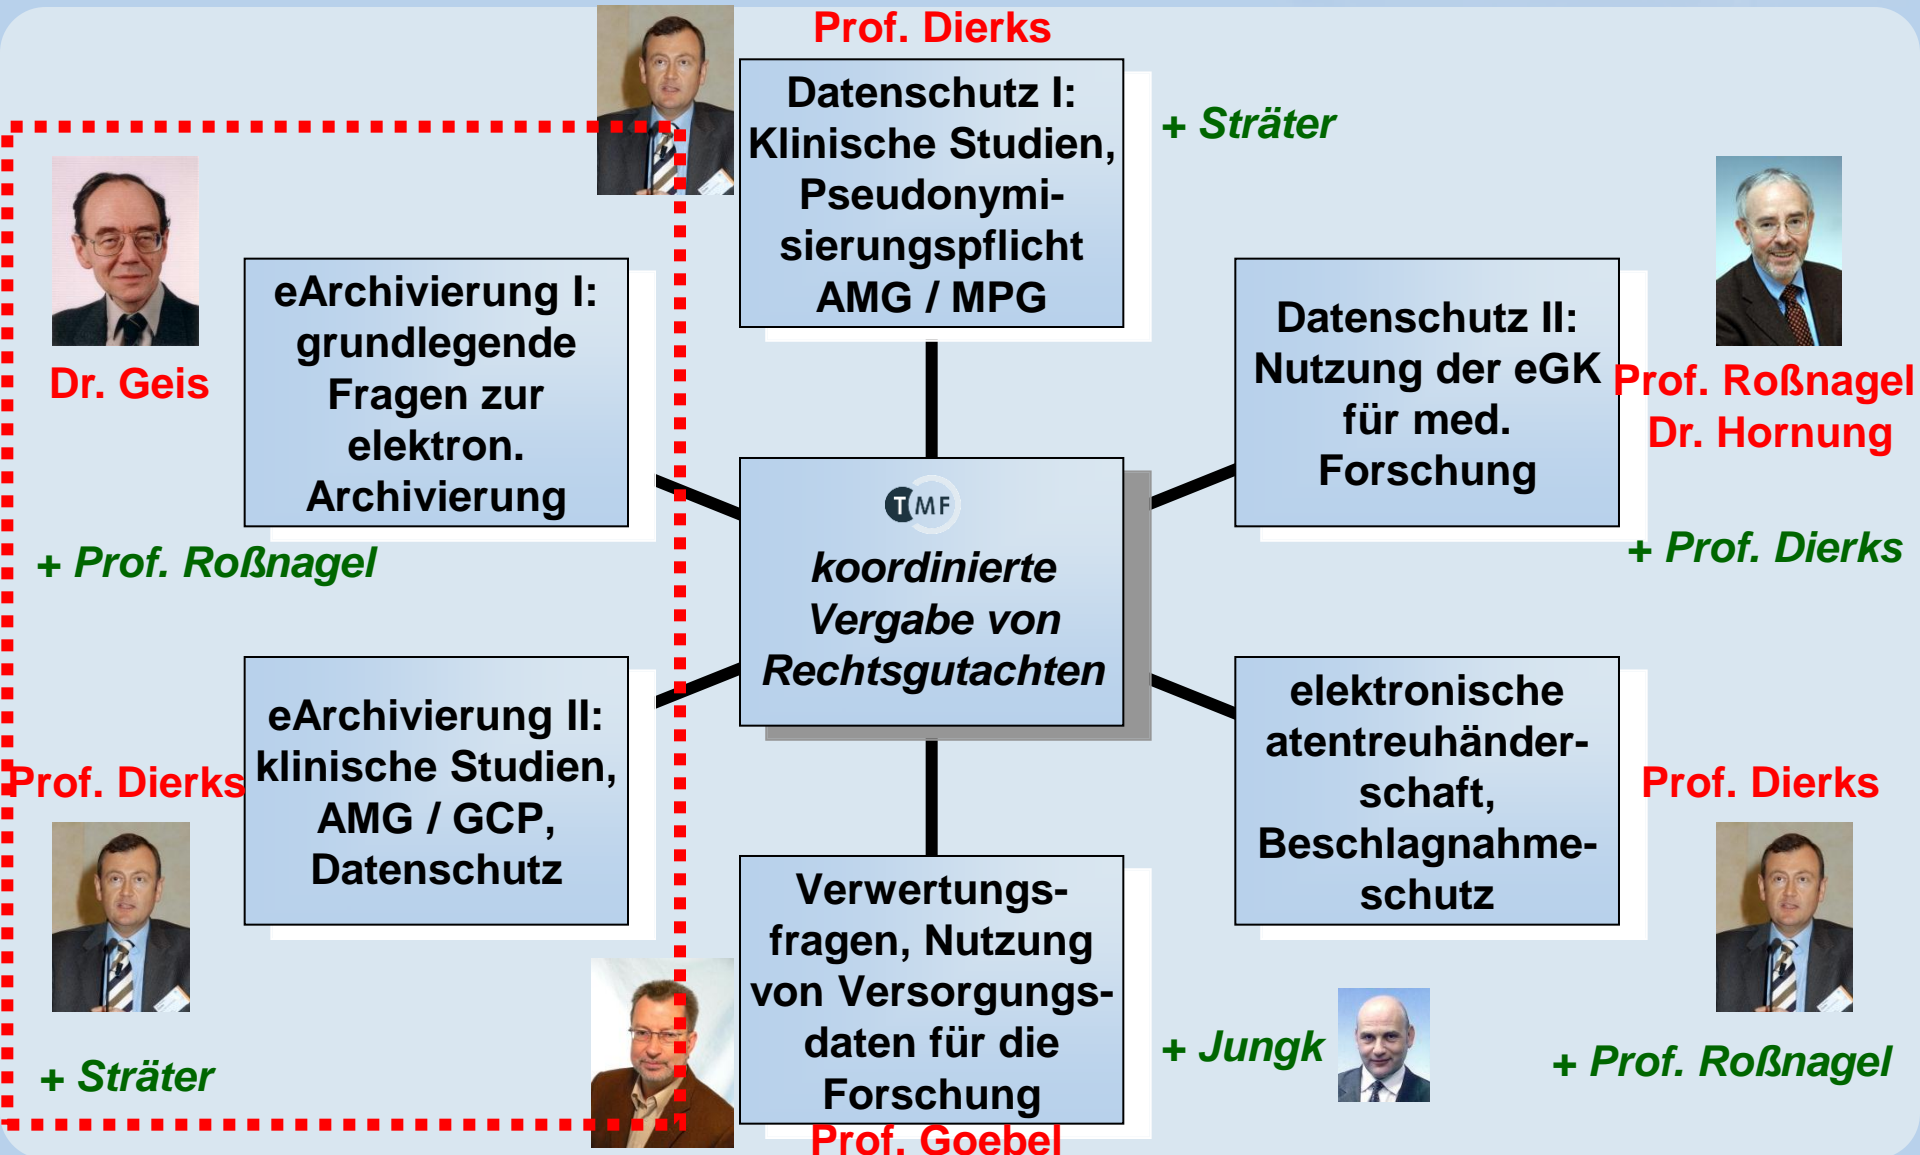 Prof. Dierks
Datenschutz I:
Klinische Studien,
Pseudonymi-
sierungspflicht
AMG / MPG
+ Sträter
Dr. Geis
eArchivierung I:
grundlegende
Fragen zur
elektron.
Archivierung
+ Prof. Roßnagel
Datenschutz II:
Nutzung der eGK
für med.
Forschung
Prof. Roßnagel
Dr. Hornung
+ Prof. Dierks
TMF
koordinierte
Vergabe von
Rechtsgutachten
Prof. Dierks
eArchivierung II:
klinische Studien,
AMG / GCP,
Datenschutz
+ Sträter
elektronische
atentreuhänder-
schaft,
Beschlagnahme-
schutz
Prof. Dierks
+ Prof. Roßnagel
Verwertungs-
fragen, Nutzung
von Versorgungs-
daten für die
Forschung
Prof. Goebel
+ Jungk